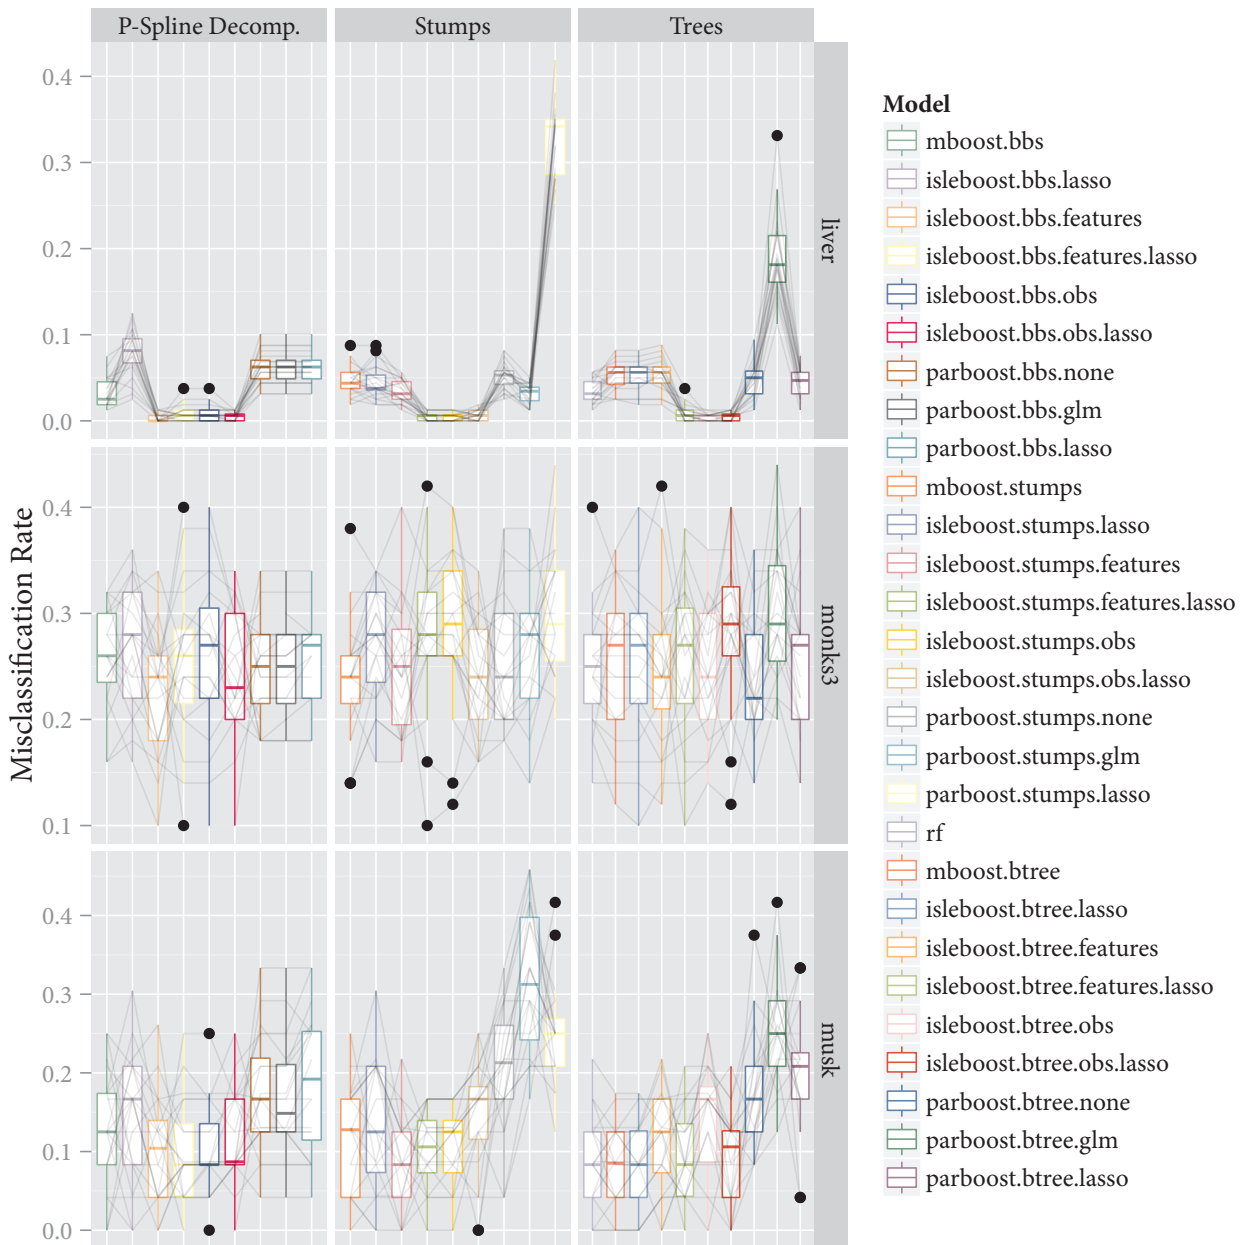 P-Spline Decomp.
Stumps
Trees
Misclassification Rate
0.4
0.3
0.2
0.1
0.0
liver
0.4
0.3
0.2
0.1
monks3
0.4
0.3
0.2
0.1
0.0
musk
Model
mboost.bbs
isleboost.bbs.lasso
isleboost.bbs.features
isleboost.bbs.features.lasso
isleboost.bbs.obs
isleboost.bbs.obs.lasso
parboost.bbs.none
parboost.bbs.glm
parboost.bbs.lasso
mboost.stumps
isleboost.stumps.lasso
isleboost.stumps.features
isleboost.stumps.features.lasso
isleboost.stumps.obs
isleboost.stumps.obs.lasso
parboost.stumps.none
parboost.stumps.glm
parboost.stumps.lasso
rf
mboost.btree
isleboost.btree.lasso
isleboost.btree.features
isleboost.btree.features.lasso
isleboost.btree.obs
isleboost.btree.obs.lasso
parboost.btree.none
parboost.btree.glm
parboost.btree.lasso